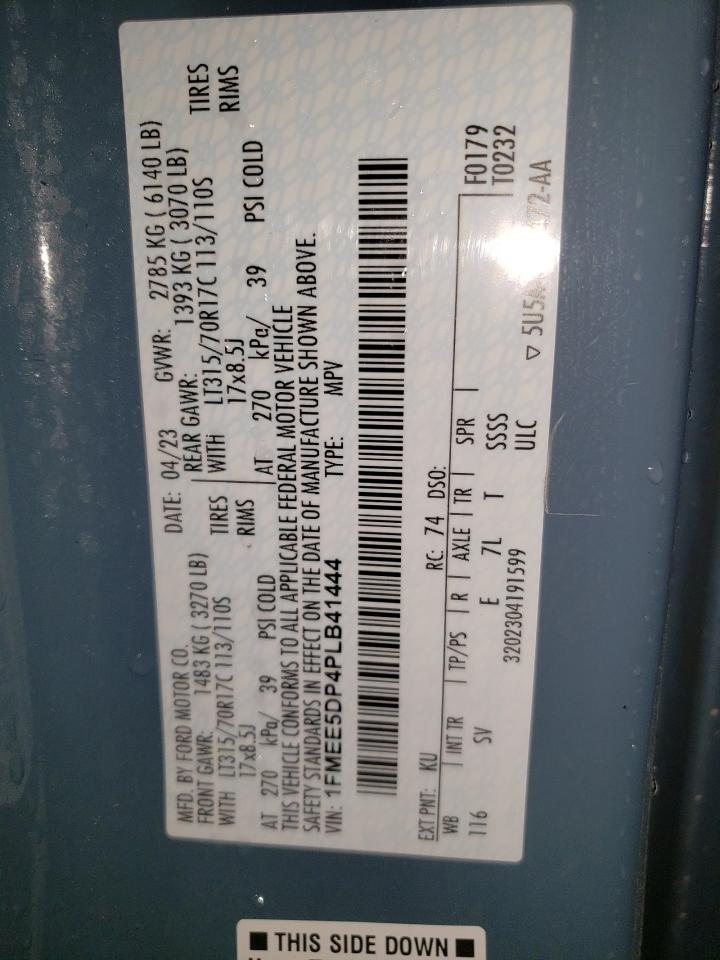 MFD. BY FORD MOTOR CO.
DATE: 04/23 GVWR: 2785 KG ( 6140 LB)
FRONT GAWR: 1483 KG ( 3270 LB)
REAR GAWR: 1393 KG ( 3070 LB)
WITH LT315/70R17C 113/110S TIRES
WITH LT315/70R17C 113/110S TIRES
17x8.5J RIMS
17x8.5J RIMS
AT 270 kPa/ 39 PSI COLD
AT 270 kPa/ 39 PSI COLD
THIS VEHICLE CONFORMS TO ALL APPLICABLE FEDERAL MOTOR VEHICLE
SAFETY STANDARDS IN EFFECT ON THE DATE OF MANUFACTURE SHOWN ABOVE.
VIN: 1FMEE5DP4PLB41444 TYPE: MPV
EXT PNT: KU RC: 74 DSO: F0179
WB INT TR TP/PS R AXLE TR SPR T0232
116 SV E 7L T SSSS
3202304191599 ULC
▽ 72-AA
■ THIS SIDE DOWN ■